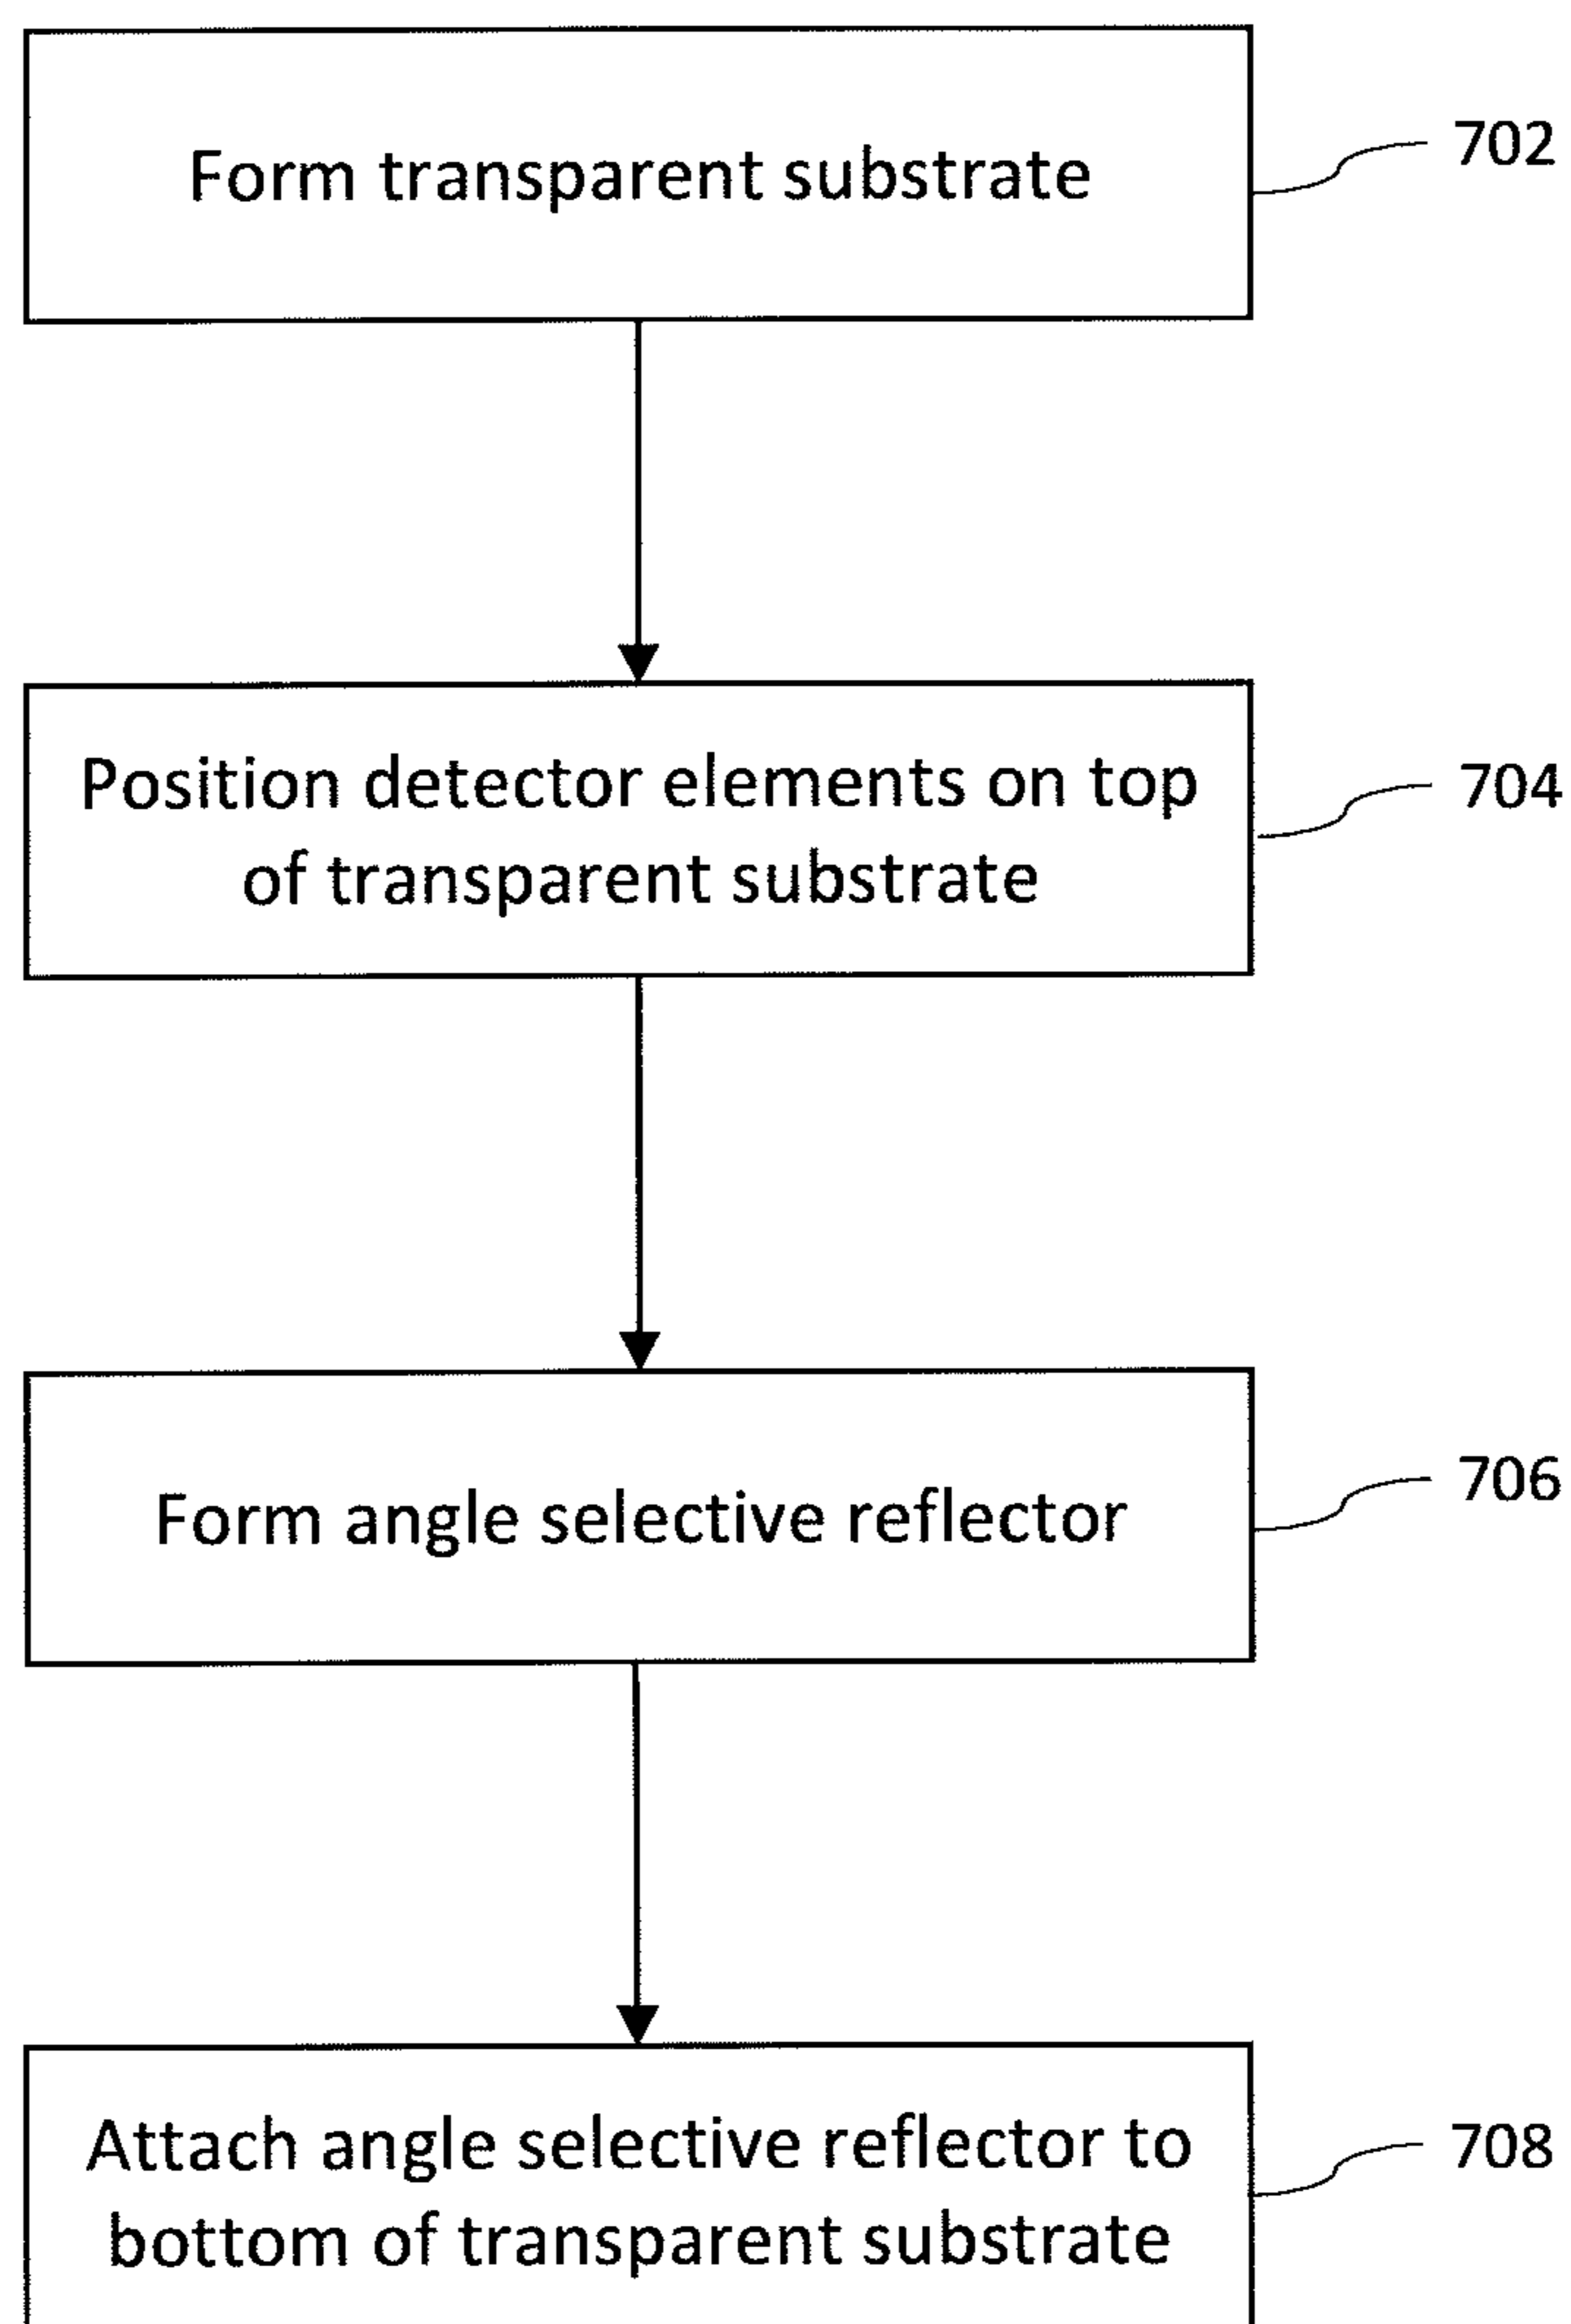 Form transparent substrate
702
Position detector elements on top
of transparent substrate
704
Form angle selective reflector
706
Attach angle selective reflector to
bottom of transparent substrate
708